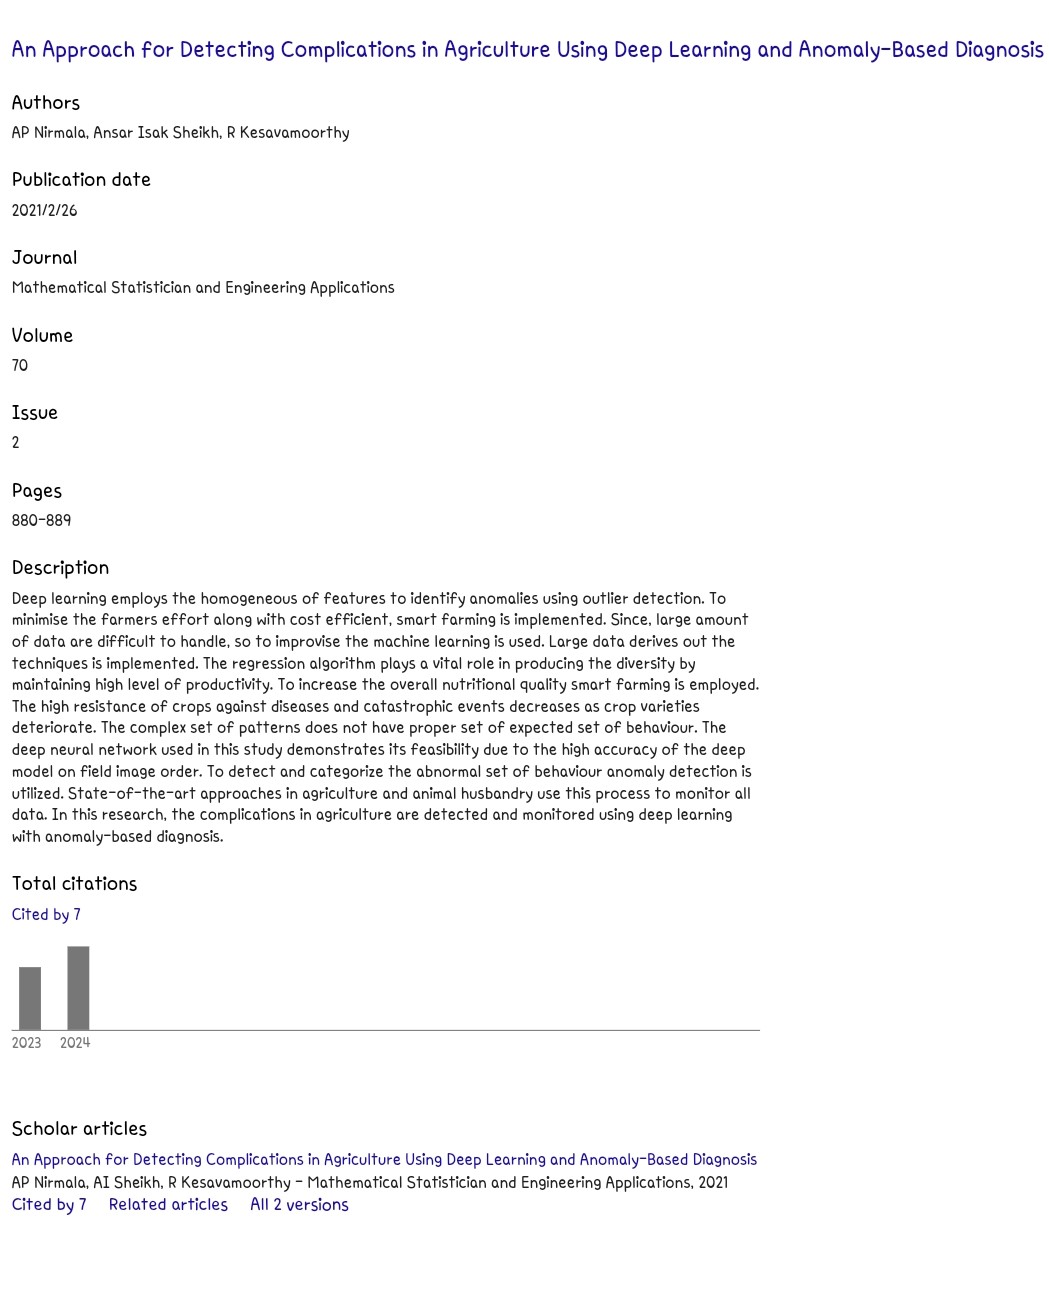 An Approach for Detecting Complications in Agriculture Using Deep Learning and Anomaly-Based Diagnosis
Authors
AP Nirmala, Ansar Isak Sheikh, R Kesavamoorthy
Publication date
2021/2/26
Journal
Mathematical Statistician and Engineering Applications
Volume
70
Issue
2
Pages
880-889
Description
Deep learning employs the homogeneous of features to identify anomalies using outlier detection. To
minimise the farmers effort along with cost efficient, smart farming is implemented. Since, large amount
of data are difficult to handle, so to improvise the machine learning is used. Large data derives out the
techniques is implemented. The regression algorithm plays a vital role in producing the diversity by
maintaining high level of productivity. To increase the overall nutritional quality smart farming is employed.
The high resistance of crops against diseases and catastrophic events decreases as crop varieties
deteriorate. The complex set of patterns does not have proper set of expected set of behaviour. The
deep neural network used in this study demonstrates its feasibility due to the high accuracy of the deep
model on field image order. To detect and categorize the abnormal set of behaviour anomaly detection is
utilized. State-of-the-art approaches in agriculture and animal husbandry use this process to monitor all
data. In this research, the complications in agriculture are detected and monitored using deep learning
with anomaly-based diagnosis.
Total citations
Cited by 7
2023 2024
Scholar articles
An Approach for Detecting Complications in Agriculture Using Deep Learning and Anomaly-Based Diagnosis
AP Nirmala, AI Sheikh, R Kesavamoorthy - Mathematical Statistician and Engineering Applications, 2021
Cited by 7 Related articles All 2 versions